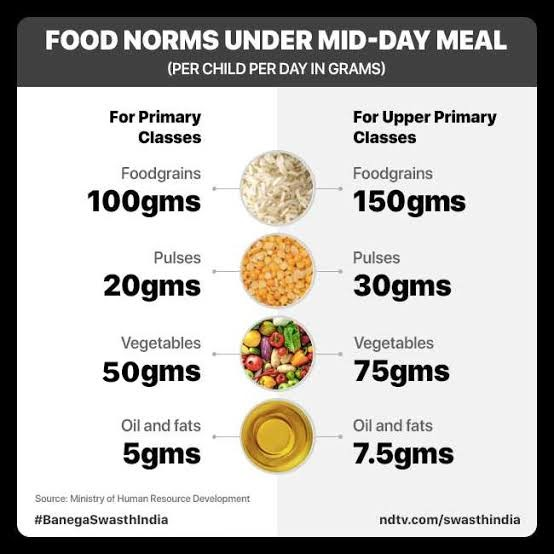 FOOD NORMS UNDER MID-DAY MEAL
(PER CHILD PER DAY IN GRAMS)
For Primary
Classes
Foodgrains
100gms
Pulses
20gms
Vegetables
50gms
Oil and fats
5gms
For Upper Primary
Classes
Foodgrains
150gms
Pulses
30gms
Vegetables
75gms
Oil and fats
7.5gms
Source: Ministry of Human Resource Development
#BanegaSwasthIndia
ndtv.com/swasthindia